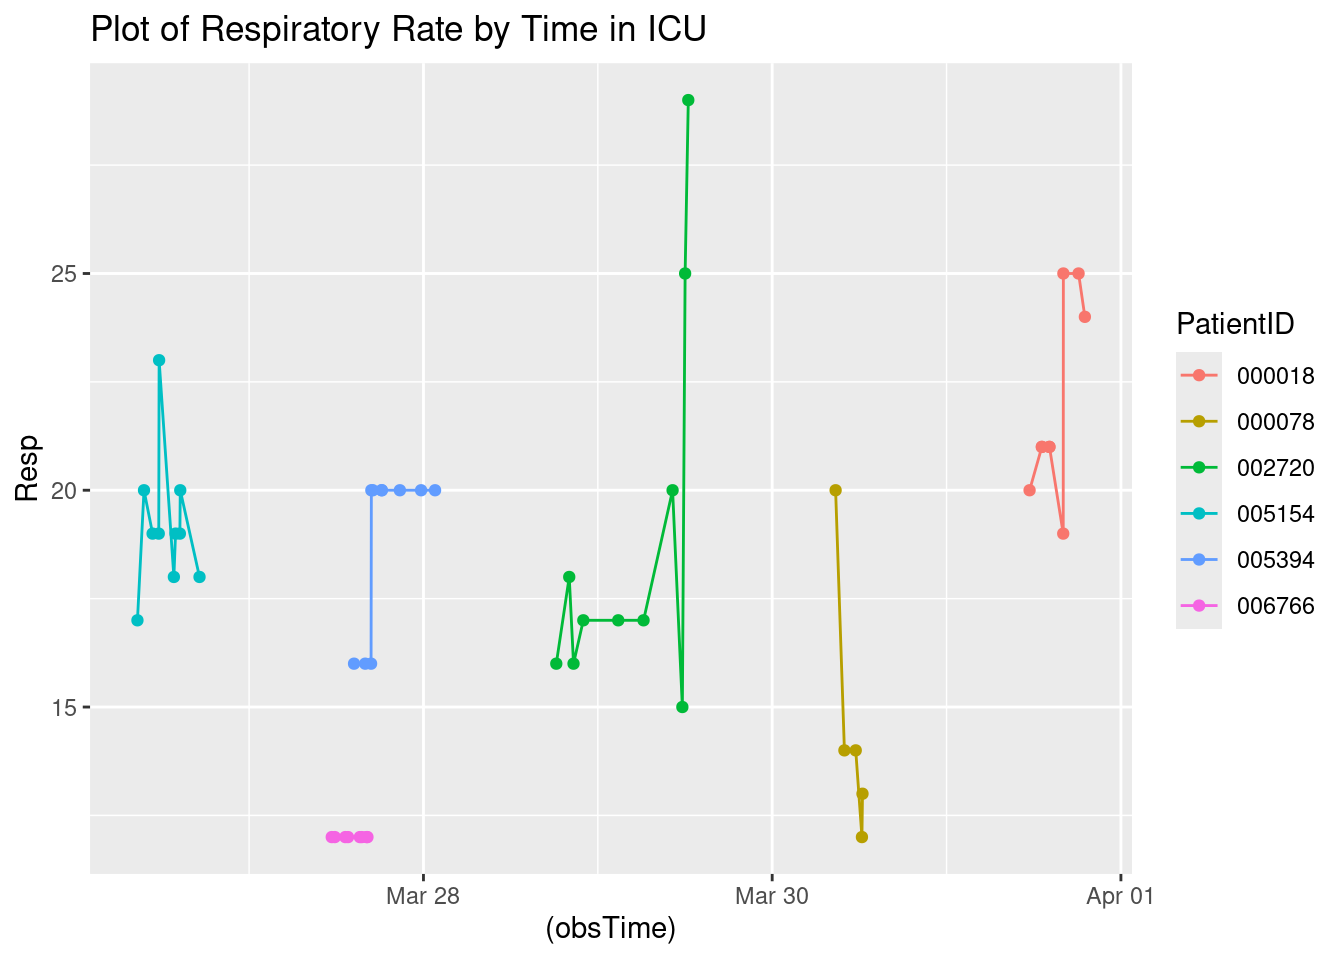 Plot of Respiratory Rate by Time in ICU
Resp
25
20
15
Mar 28
Mar 30
Apr 01
(obsTime)
PatientID
000018
000078
002720
005154
005394
006766